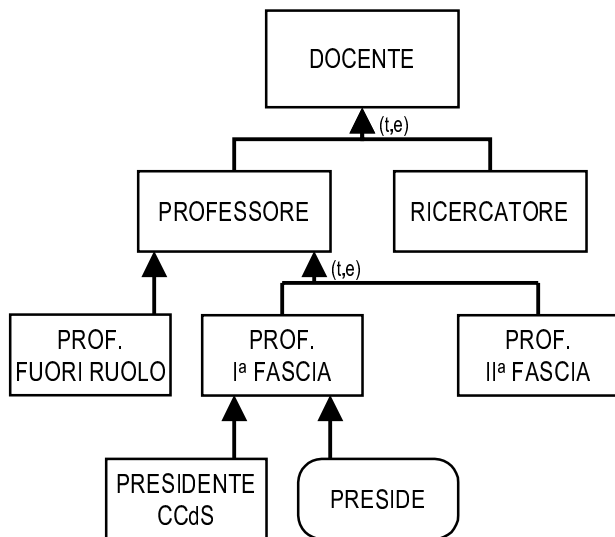 DOCENTE
(t,e)
PROFESSORE
RICERCATORE
(t,e)
PROF.
FUORI RUOLO
PROF.
Iª FASCIA
PROF.
IIª FASCIA
PRESIDENTE
CCdS
PRESIDE